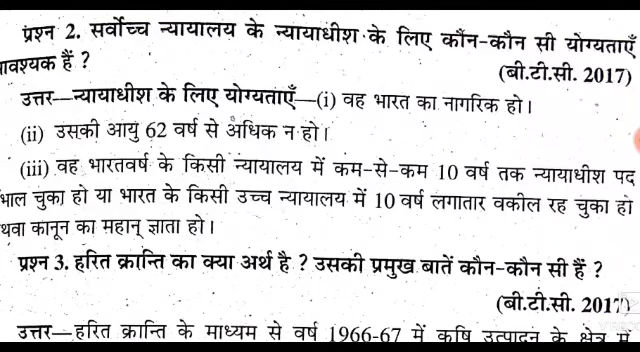 प्रश्न 2. सर्वोच्च न्यायालय के न्यायाधीश के लिए कौन-कौन सी योग्यताएँ
ावश्यक हैं ?
(बी.टी.सी. 2017)
उत्तर—न्यायाधीश के लिए योग्यताएँ—(i) वह भारत का नागरिक हो।
(ii) उसकी आयु 62 वर्ष से अधिक न हो।
(iii) वह भारतवर्ष के किसी न्यायालय में कम-से-कम 10 वर्ष तक न्यायाधीश पद
भाल चुका हो या भारत के किसी उच्च न्यायालय में 10 वर्ष लगातार वकील रह चुका हो
थवा कानून का महान् ज्ञाता हो।
प्रश्न 3. हरित क्रान्ति का क्या अर्थ है ? उसकी प्रमुख बातें कौन-कौन सी हैं ?
(बी.टी.सी. 2017)
उत्तर—हरित क्रान्ति के माध्यम से वर्ष 1966-67 में कृषि उत्पादन के क्षेत्र में